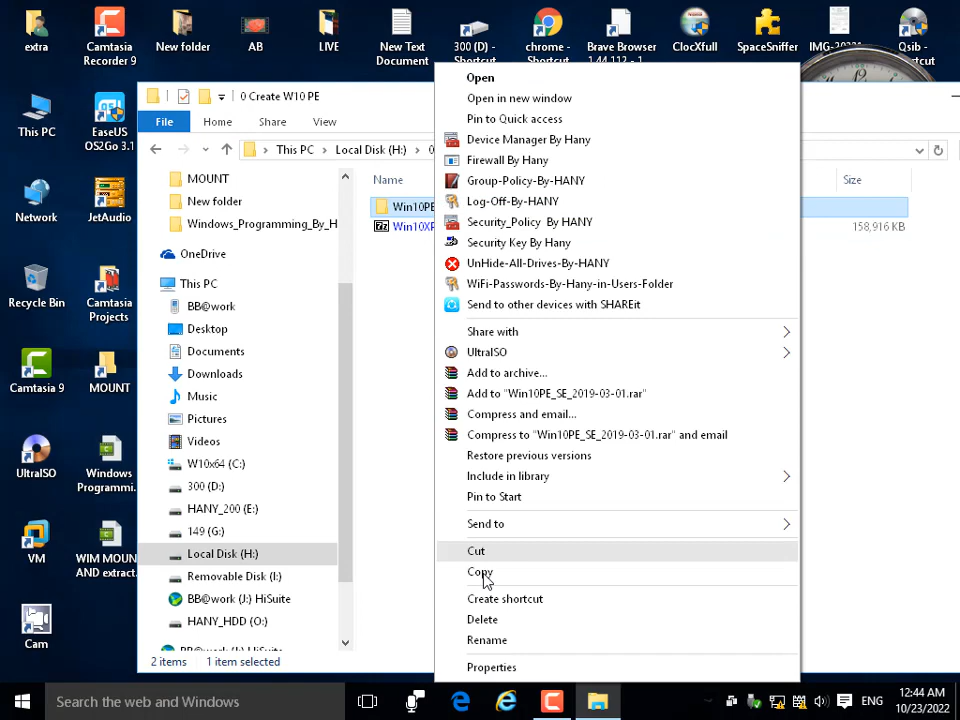 extra
Camtasia
Recorder 9
New folder
AB
LIVE
New Text
Document
300 (D) -
Shortcut
chrome -
Shortcut
Brave Browser
1.44.112 - 1
ClocXfull
SpaceSniffer
Qsib -
This PC
EaseUS
OS2Go 3.1
Network
JetAudio
Recycle Bin
Camtasia
Projects
Camtasia 9
MOUNT
UltraISO
Windows
Programmi...
VM
WIM MOUN
AND extract...
Cam
0 Create W10 PE
File
Home
Share
View
This PC
Local Disk (H:)
0
MOUNT
New folder
Windows_Programming_By_H
OneDrive
This PC
BB@work
Desktop
Documents
Downloads
Music
Pictures
Videos
W10x64 (C:)
300 (D:)
HANY_200 (E:)
149 (G:)
Local Disk (H:)
Removable Disk (I:)
BB@work (J:) HiSuite
HANY_HDD (O:)
2 items
1 item selected
Name
Size
Win10PE
Win10XP
158,916 KB
Open
Open in new window
Pin to Quick access
Device Manager By Hany
Firewall By Hany
Group-Policy-By-HANY
Log-Off-By-HANY
Security_Policy By HANY
Security Key By Hany
UnHide-All-Drives-By-HANY
WiFi-Passwords-By-Hany-in-Users-Folder
Send to other devices with SHAREit
Share with
UltraISO
Add to archive...
Add to "Win10PE_SE_2019-03-01.rar"
Compress and email...
Compress to "Win10PE_SE_2019-03-01.rar" and email
Restore previous versions
Include in library
Pin to Start
Send to
Cut
Copy
Create shortcut
Delete
Rename
Properties
Search the web and Windows
ENG
12:44 AM
10/23/2022